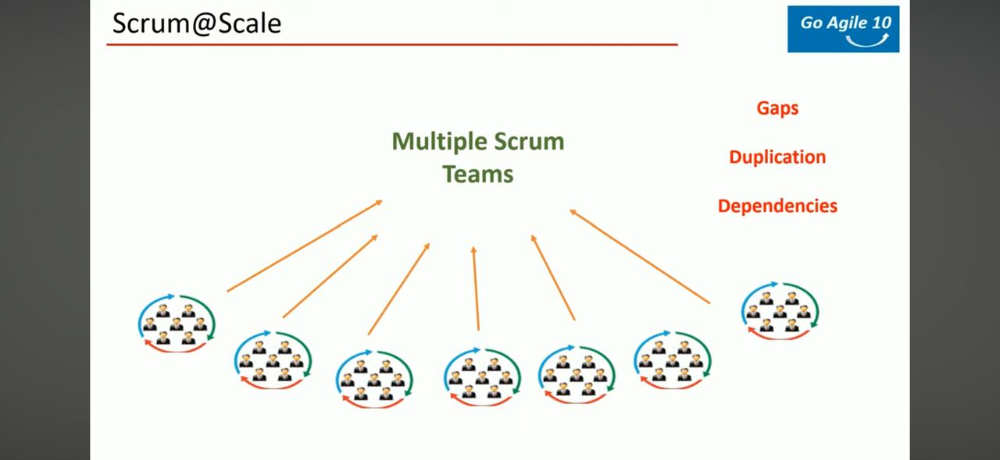 Scrum@Scale
Go Agile 10
Gaps
Multiple Scrum
Teams
Duplication
Dependencies